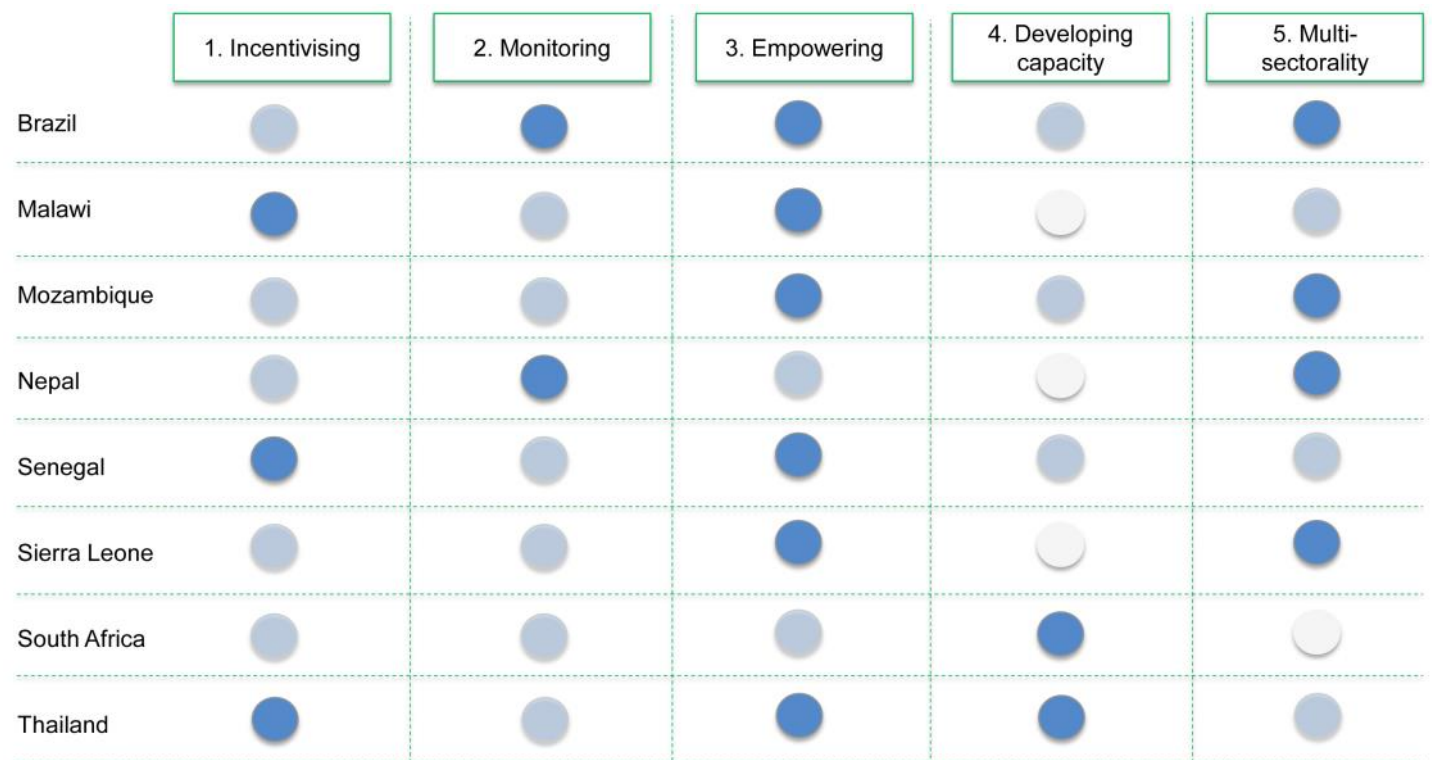 1. Incentivising
2. Monitoring
3. Empowering
4. Developing
capacity
5. Multi-
sectorality
Brazil
Malawi
Mozambique
Nepal
Senegal
Sierra Leone
South Africa
Thailand